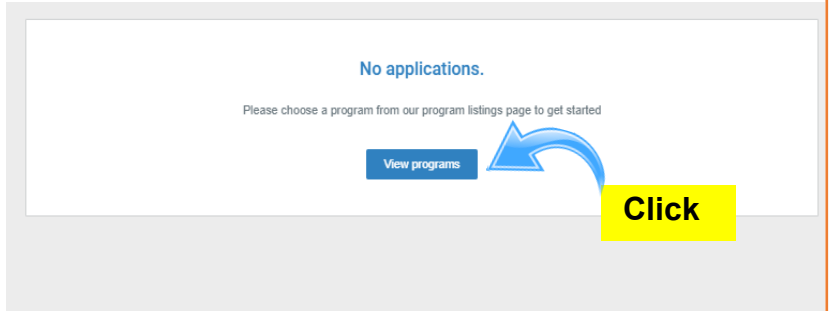 No applications.
Please choose a program from our program listings page to get started
View programs
Click